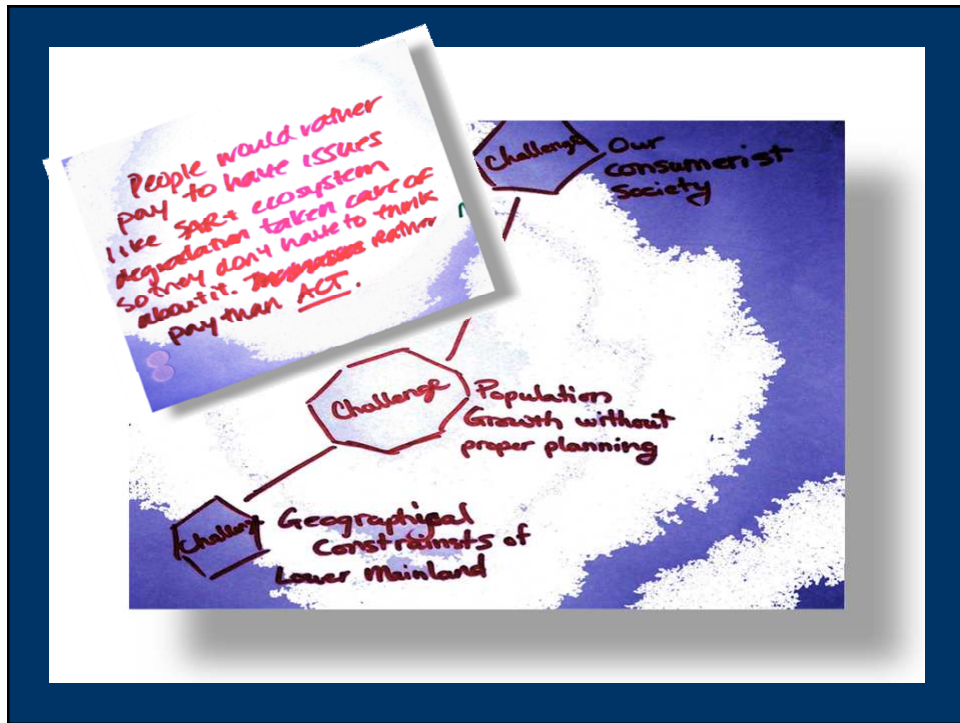 People would rather
pay to have issues
like SAR + ecosystem
degradation taken care of
so they don't have to think
about it. rather
pay than ACT.
Challenge
Our
Consumerist
Society
Challenge
Population
Growth without
proper planning
Challenge
Geographical
Constrainsts of
Lower Mainland